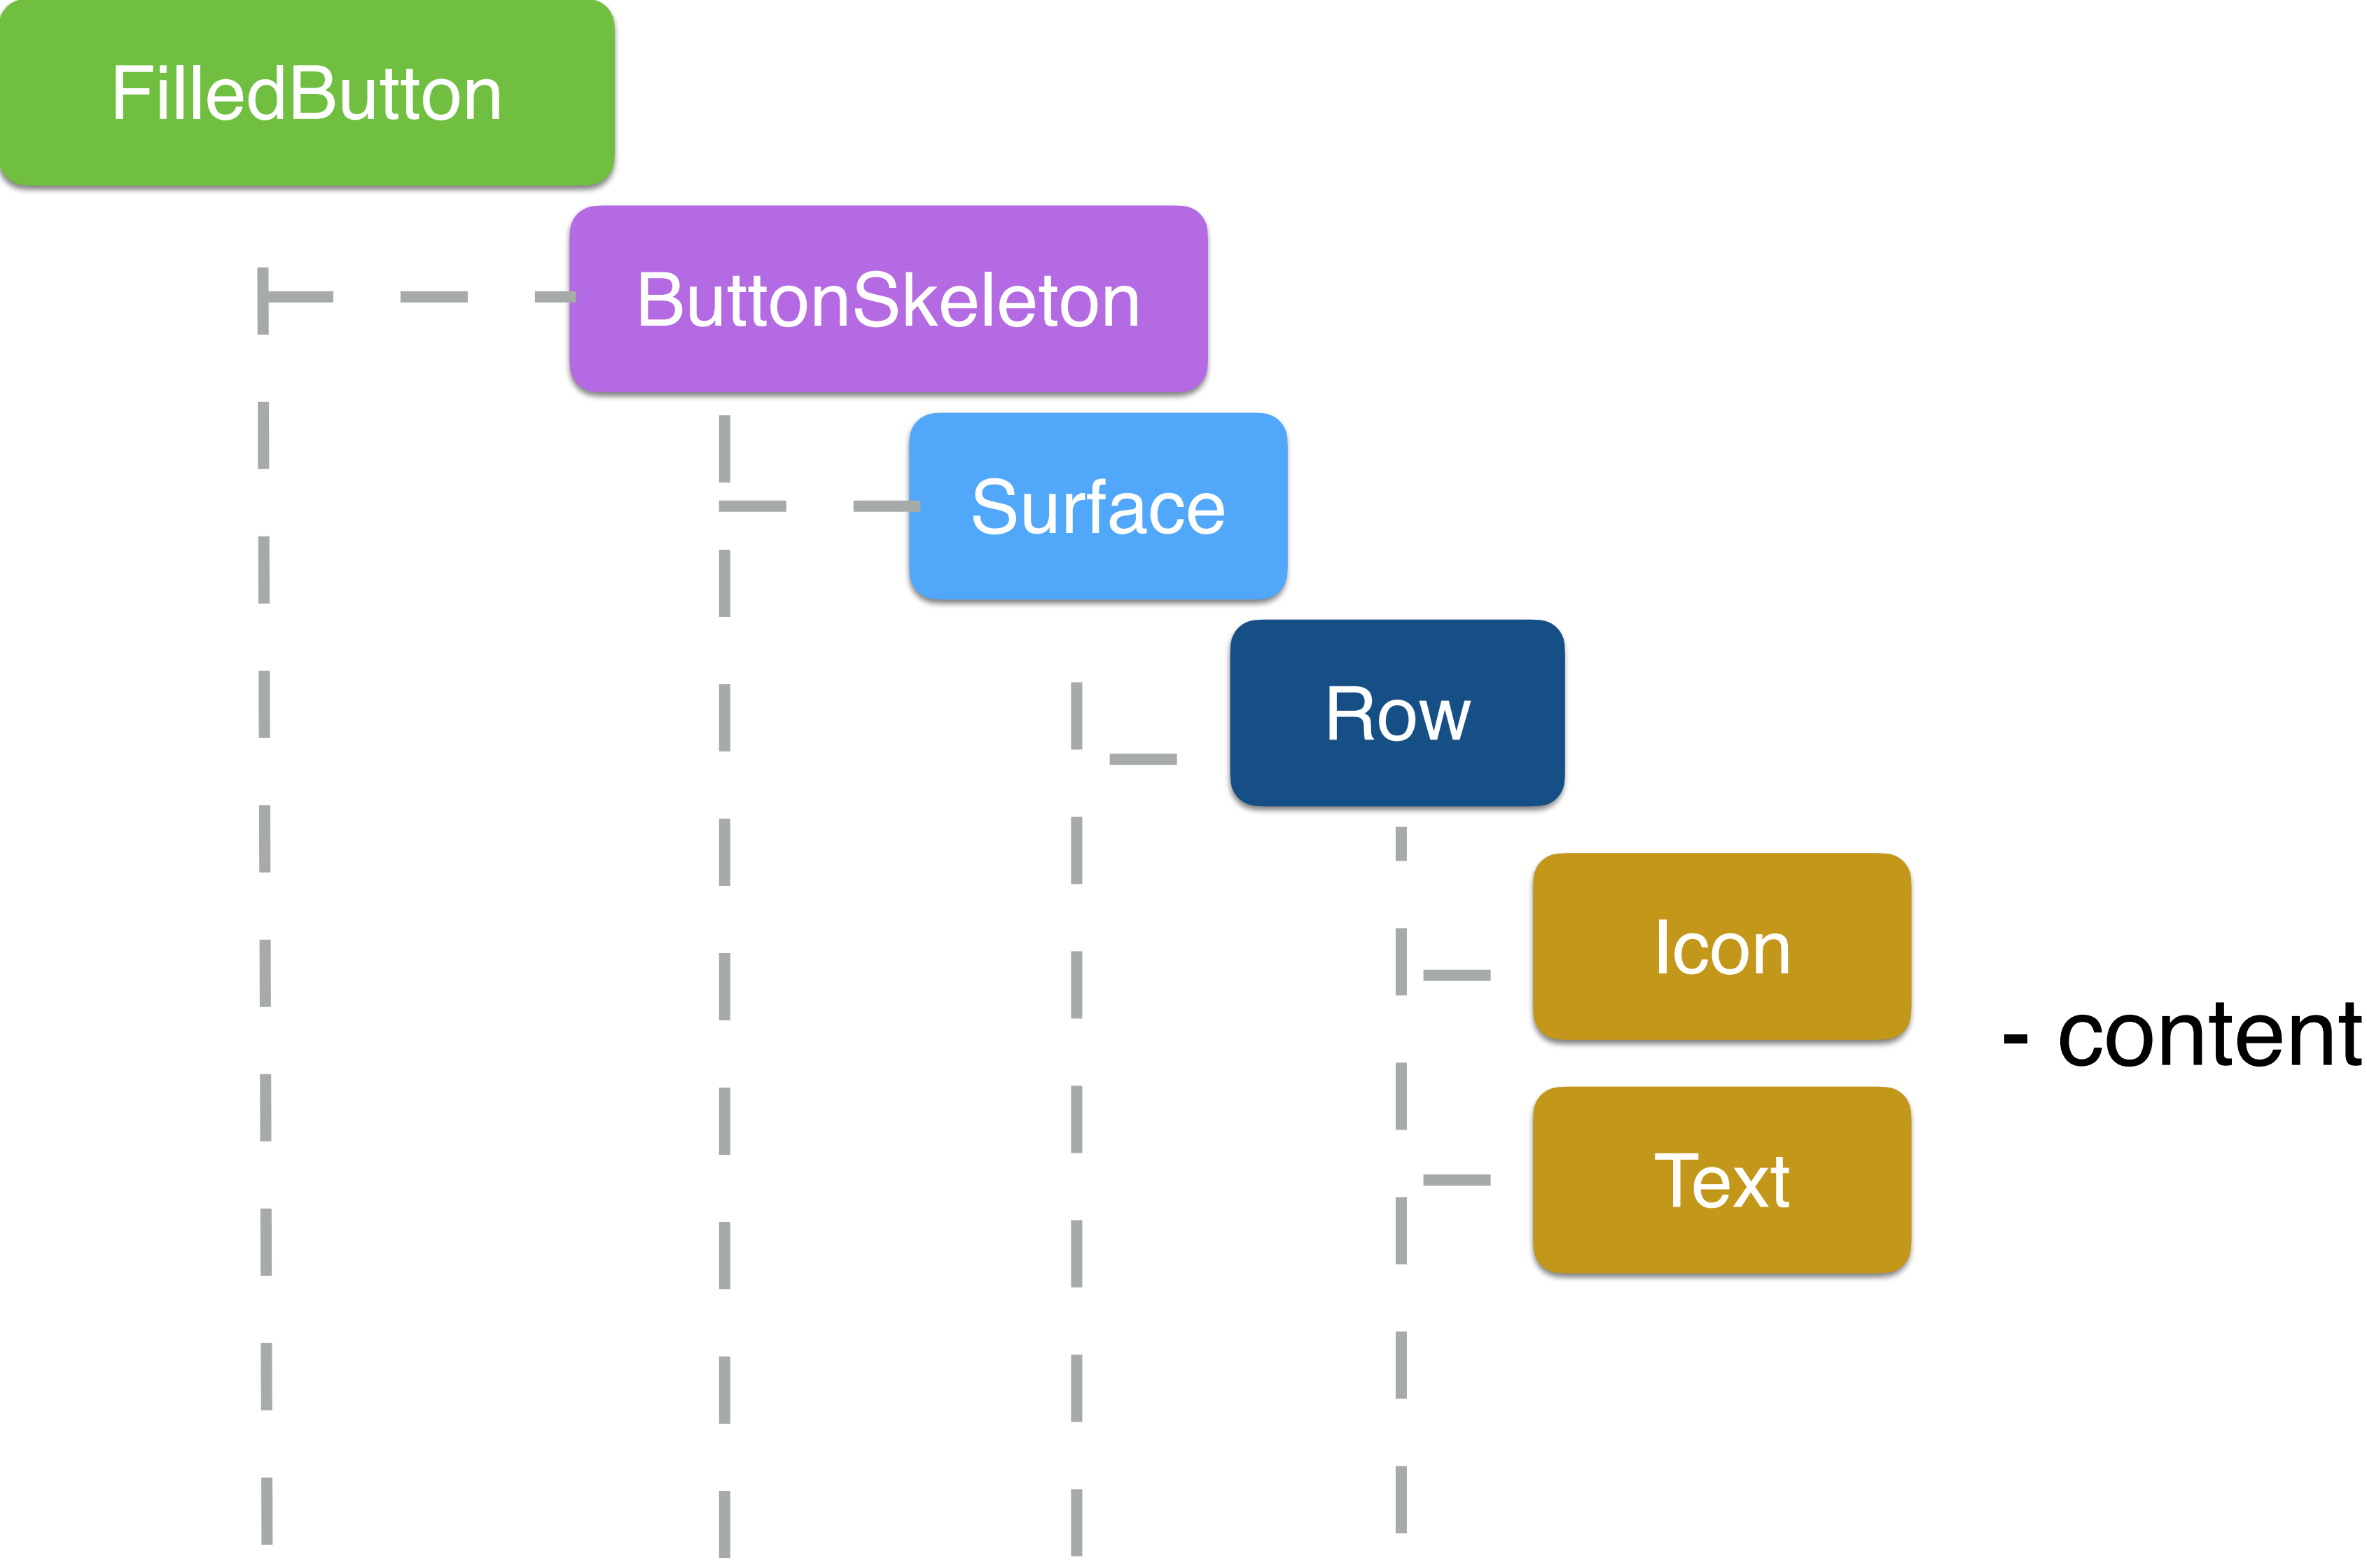 FilledButton
ButtonSkeleton
Surface
Row
Icon
- content
Text